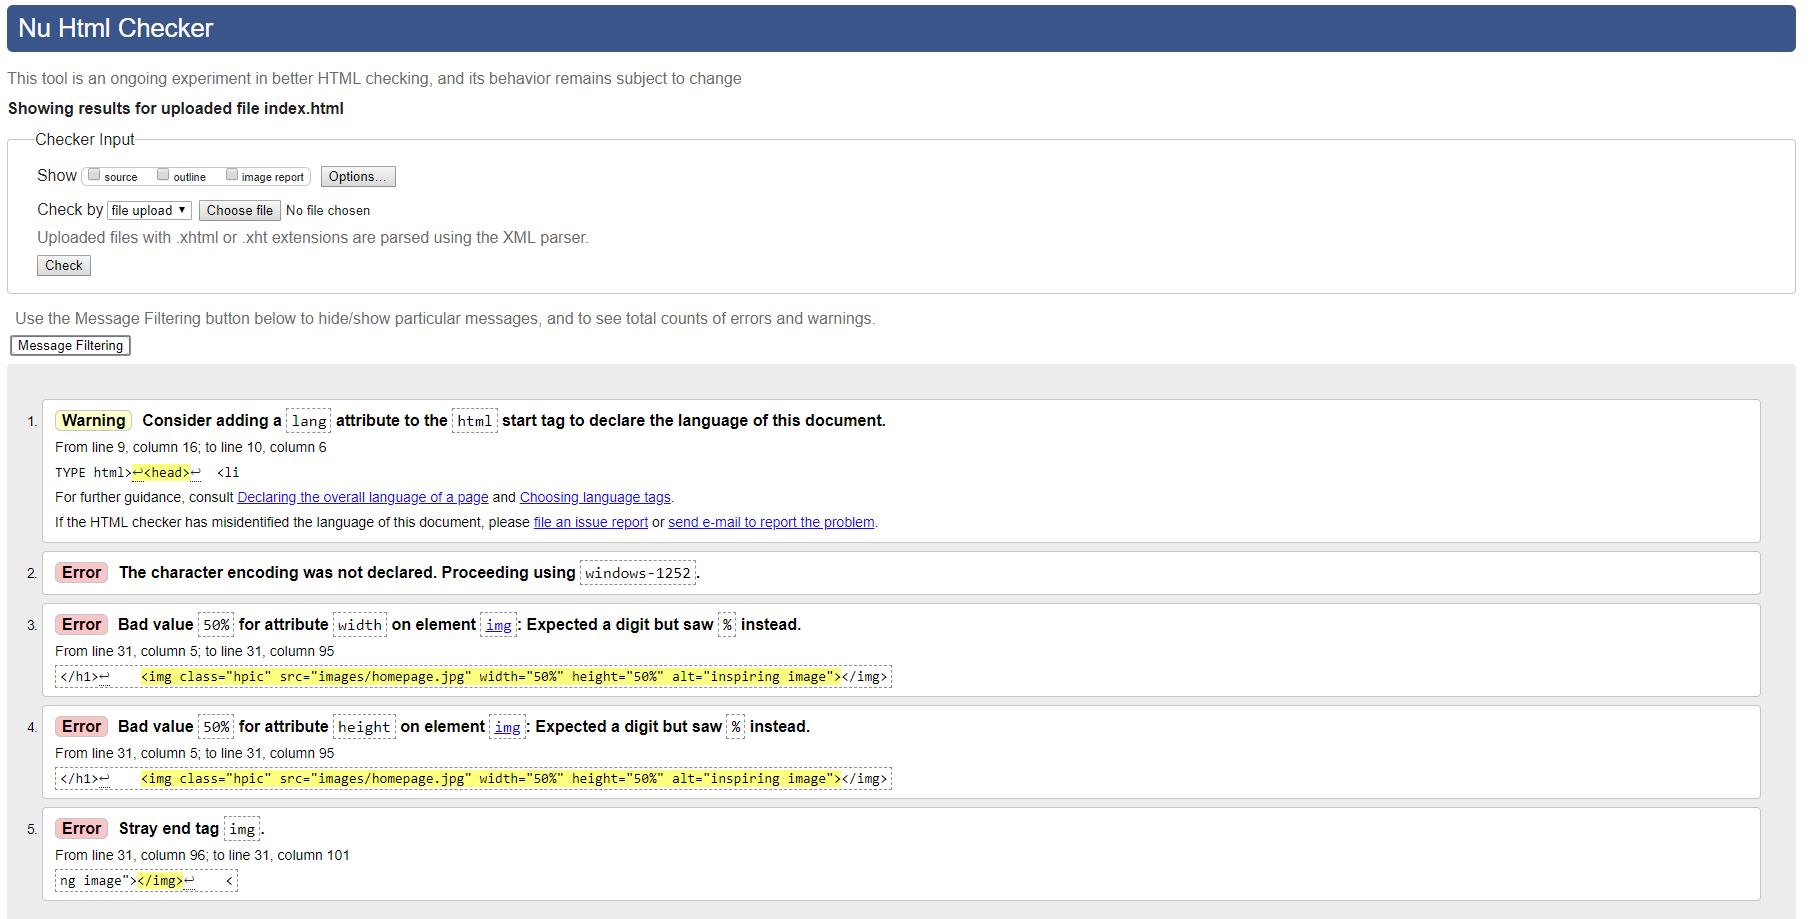 Nu Html Checker
This tool is an ongoing experiment in better HTML checking, and its behavior remains subject to change
Showing results for uploaded file index.html
Checker Input
Show source outline image report Options...
Check by file upload ▼ Choose file No file chosen
Uploaded files with .xhtml or .xht extensions are parsed using the XML parser.
Check
Use the Message Filtering button below to hide/show particular messages, and to see total counts of errors and warnings.
Message Filtering
1. Warning Consider adding a lang attribute to the html start tag to declare the language of this document.
From line 9, column 16; to line 10, column 6
TYPE html>↩<head>↩  <li
For further guidance, consult Declaring the overall language of a page and Choosing language tags.
If the HTML checker has misidentified the language of this document, please file an issue report or send e-mail to report the problem.
2. Error The character encoding was not declared. Proceeding using windows-1252.
3. Error Bad value 50% for attribute width on element img: Expected a digit but saw % instead.
From line 31, column 5; to line 31, column 95
</h1>↩    <img class="hpic" src="images/homepage.jpg" width="50%" height="50%" alt="inspiring image"></img>
4. Error Bad value 50% for attribute height on element img: Expected a digit but saw % instead.
From line 31, column 5; to line 31, column 95
</h1>↩    <img class="hpic" src="images/homepage.jpg" width="50%" height="50%" alt="inspiring image"></img>
5. Error Stray end tag img.
From line 31, column 96; to line 31, column 101
ng image"></img>↩    <